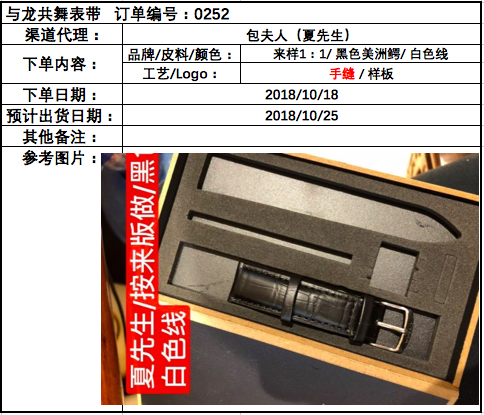 与龙共舞表带 订单编号：0252
渠道代理： 包夫人（夏先生）
下单内容： 品牌/皮料/颜色： 来样1：1/ 黑色美洲鳄/ 白色线
工艺/Logo： 手缝 / 样板
下单日期： 2018/10/18
预计出货日期： 2018/10/25
其他备注：
参考图片：
夏先生/按来版做/黑
白色线